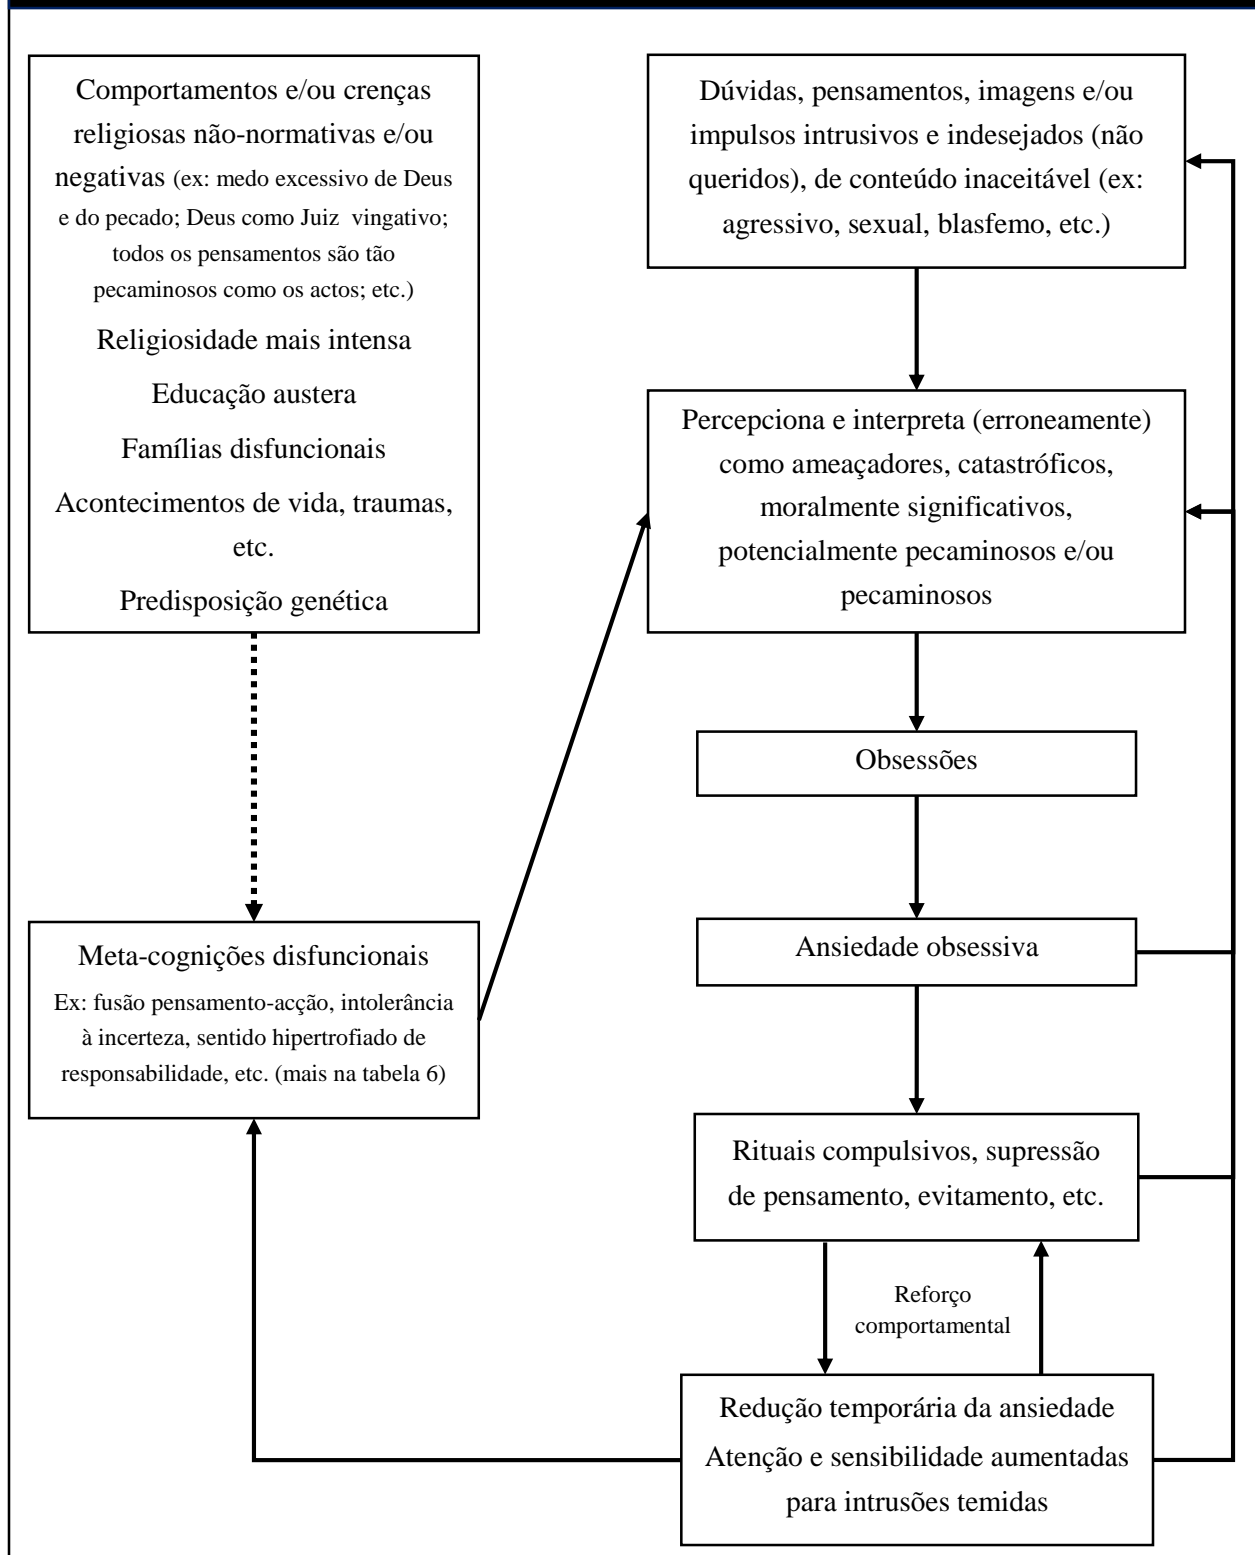 Comportamentos e/ou crenças
religiosas não-normativas e/ou
negativas (ex: medo excessivo de Deus
e do pecado; Deus como Juiz vingativo;
todos os pensamentos são tão
pecaminosos como os actos; etc.)
Religiosidade mais intensa
Educação austera
Famílias disfuncionais
Acontecimentos de vida, traumas,
etc.
Predisposição genética
Meta-cognições disfuncionais
Ex: fusão pensamento-acção, intolerância
à incerteza, sentido hipertrofiado de
responsabilidade, etc. (mais na tabela 6)
Dúvidas, pensamentos, imagens e/ou
impulsos intrusivos e indesejados (não
queridos), de conteúdo inaceitável (ex:
agressivo, sexual, blasfemo, etc.)
Percepciona e interpreta (erroneamente)
como ameaçadores, catastróficos,
moralmente significativos,
potencialmente pecaminosos e/ou
pecaminosos
Obsessões
Ansiedade obsessiva
Rituais compulsivos, supressão
de pensamento, evitamento, etc.
Reforço
comportamental
Redução temporária da ansiedade
Atenção e sensibilidade aumentadas
para intrusões temidas